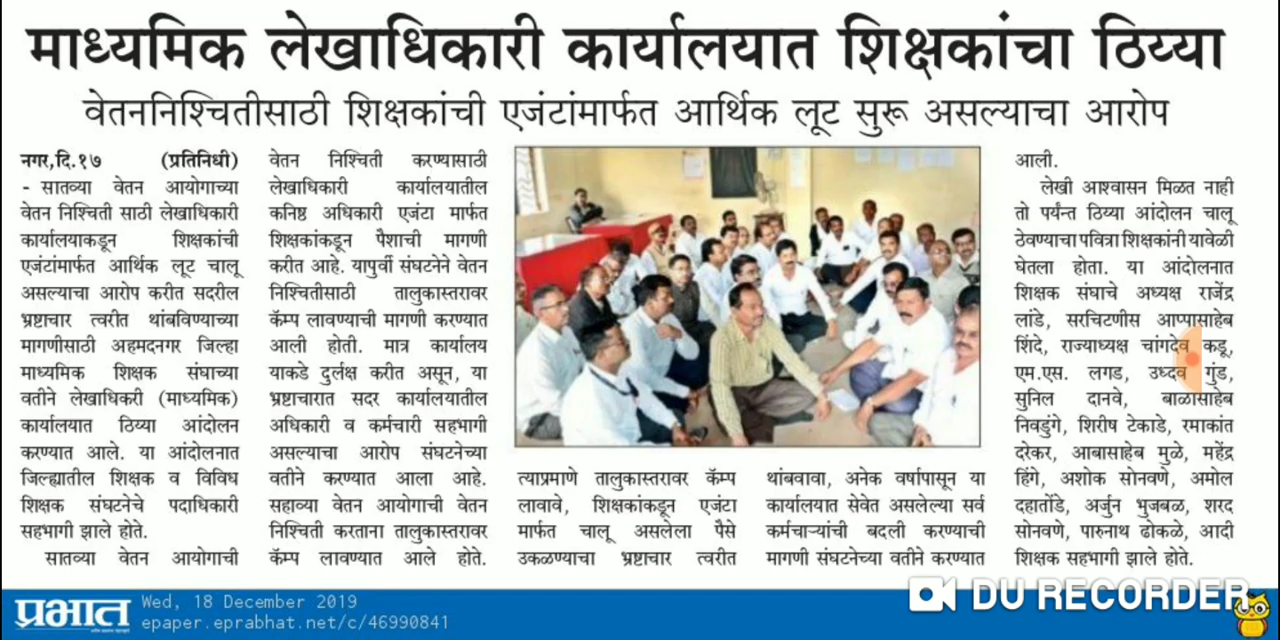 माध्यमिक लेखाधिकारी कार्यालयात शिक्षकांचा ठिय्या
वेतननिश्चितीसाठी शिक्षकांची एजंटांमार्फत आर्थिक लूट सुरू असल्याचा आरोप
नगर,दि.१७ (प्रतिनिधी)
- सातव्या वेतन आयोगाच्या
वेतन निश्चिती साठी लेखाधिकारी
कार्यालयाकडून शिक्षकांची
एजंटांमार्फत आर्थिक लूट चालू
असल्याचा आरोप करीत सदरील
भ्रष्टाचार त्वरीत थांबविण्याच्या
मागणीसाठी अहमदनगर जिल्हा
माध्यमिक शिक्षक संघाच्या
वतीने लेखाधिकरी (माध्यमिक)
कार्यालयात ठिय्या आंदोलन
करण्यात आले. या आंदोलनात
जिल्ह्यातील शिक्षक व विविध
शिक्षक संघटनेचे पदाधिकारी
सहभागी झाले होते.
सातव्या वेतन आयोगाची
वेतन निश्चिती करण्यासाठी
लेखाधिकारी कार्यालयातील
कनिष्ठ अधिकारी एजंटा मार्फत
शिक्षकांकडून पैशाची मागणी
करीत आहे. यापुर्वी संघटनेने वेतन
निश्चितीसाठी तालुकास्तरावर
कॅम्प लावण्याची मागणी करण्यात
आली होती. मात्र कार्यालय
याकडे दुर्लक्ष करीत असून, या
भ्रष्टाचारात सदर कार्यालयातील
अधिकारी व कर्मचारी सहभागी
असल्याचा आरोप संघटनेच्या
वतीने करण्यात आला आहे.
सहाव्या वेतन आयोगाची वेतन
निश्चिती करताना तालुकास्तरावर
कॅम्प लावण्यात आले होते.
त्याप्रमाणे तालुकास्तरावर कॅम्प
लावावे, शिक्षकांकडून एजंटा
मार्फत चालू असलेला पैसे
उकळण्याचा भ्रष्टाचार त्वरीत
थांबवावा, अनेक वर्षापासून या
कार्यालयात सेवेत असलेल्या सर्व
कर्मचाऱ्यांची बदली करण्याची
मागणी संघटनेच्या वतीने करण्यात
आली.
लेखी आश्वासन मिळत नाही
तो पर्यंत ठिय्या आंदोलन चालू
ठेवण्याचा पवित्रा शिक्षकांनी यावेळी
घेतला होता. या आंदोलनात
शिक्षक संघाचे अध्यक्ष राजेंद्र
लांडे, सरचिटणीस आप्पासाहेब
शिंदे, राज्याध्यक्ष चांगदेव कडू,
एम.एस. लगड, उध्दव गुंड,
सुनिल दानवे, बाळासाहेब
निवडुंगे, शिरीष टेकाडे, रमाकांत
दरेकर, आबासाहेब मुळे, महेंद्र
हिंगे, अशोक सोनवणे, अमोल
दहातोंडे, अर्जुन भुजबळ, शरद
सोनवणे, पारुनाथ ढोकळे, आदी
शिक्षक सहभागी झाले होते.
प्रभात
Wed, 18 December 2019
epaper.eprabhat.net/c/46990841
DU RECORDER